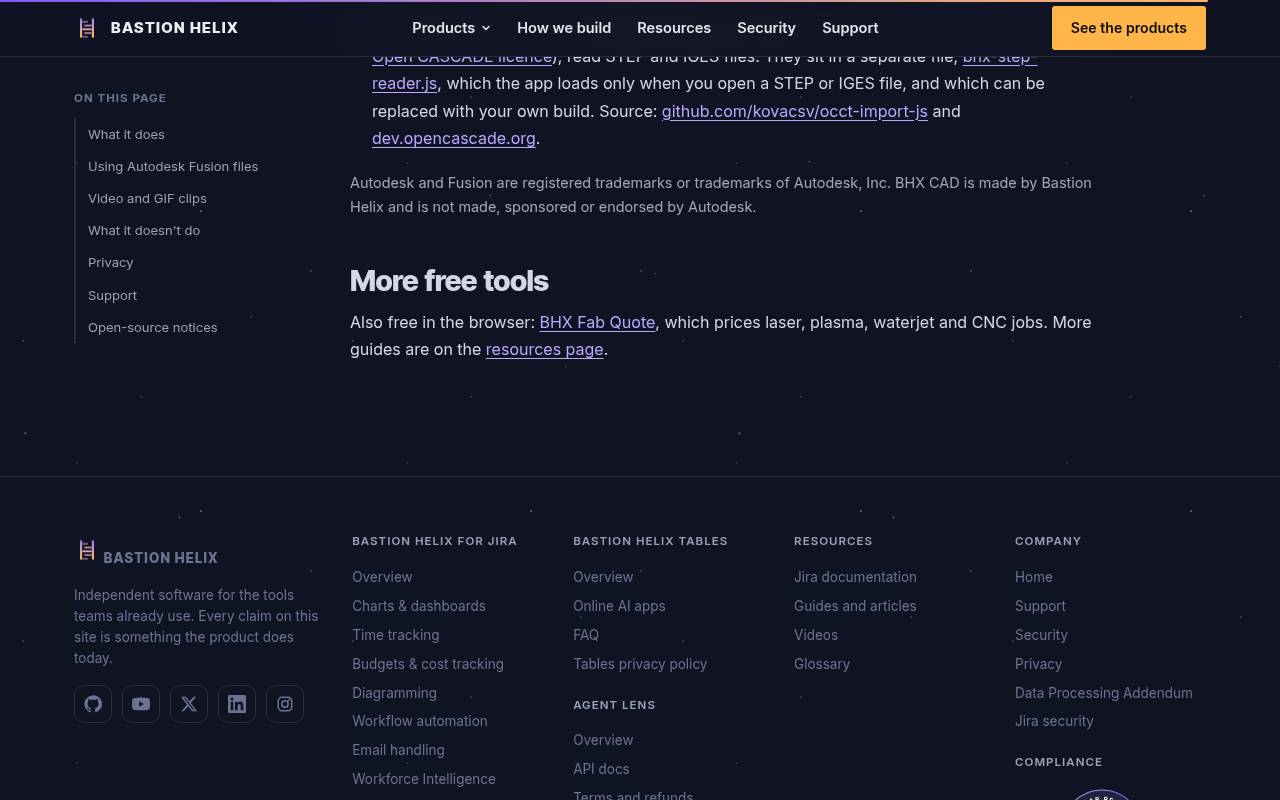 BASTION HELIX
Products
How we build
Resources
Security
Support
See the products
ON THIS PAGE
What it does
Using Autodesk Fusion files
Video and GIF clips
What it doesn't do
Privacy
Support
Open-source notices
Open CASCADE licence), read STEP and IGES files. They sit in a separate file, bhx-step-
reader.js, which the app loads only when you open a STEP or IGES file, and which can be
replaced with your own build. Source: github.com/kovacsv/occt-import-js and
dev.opencascade.org.
Autodesk and Fusion are registered trademarks or trademarks of Autodesk, Inc. BHX CAD is made by Bastion
Helix and is not made, sponsored or endorsed by Autodesk.
More free tools
Also free in the browser: BHX Fab Quote, which prices laser, plasma, waterjet and CNC jobs. More
guides are on the resources page.
BASTION HELIX
Independent software for the tools
teams already use. Every claim on this
site is something the product does
today.
BASTION HELIX FOR JIRA
Overview
Charts & dashboards
Time tracking
Budgets & cost tracking
Diagramming
Workflow automation
Email handling
Workforce Intelligence
BASTION HELIX TABLES
Overview
Online AI apps
FAQ
Tables privacy policy
AGENT LENS
Overview
API docs
Terms and refunds
RESOURCES
Jira documentation
Guides and articles
Videos
Glossary
COMPANY
Home
Support
Security
Privacy
Data Processing Addendum
Jira security
COMPLIANCE